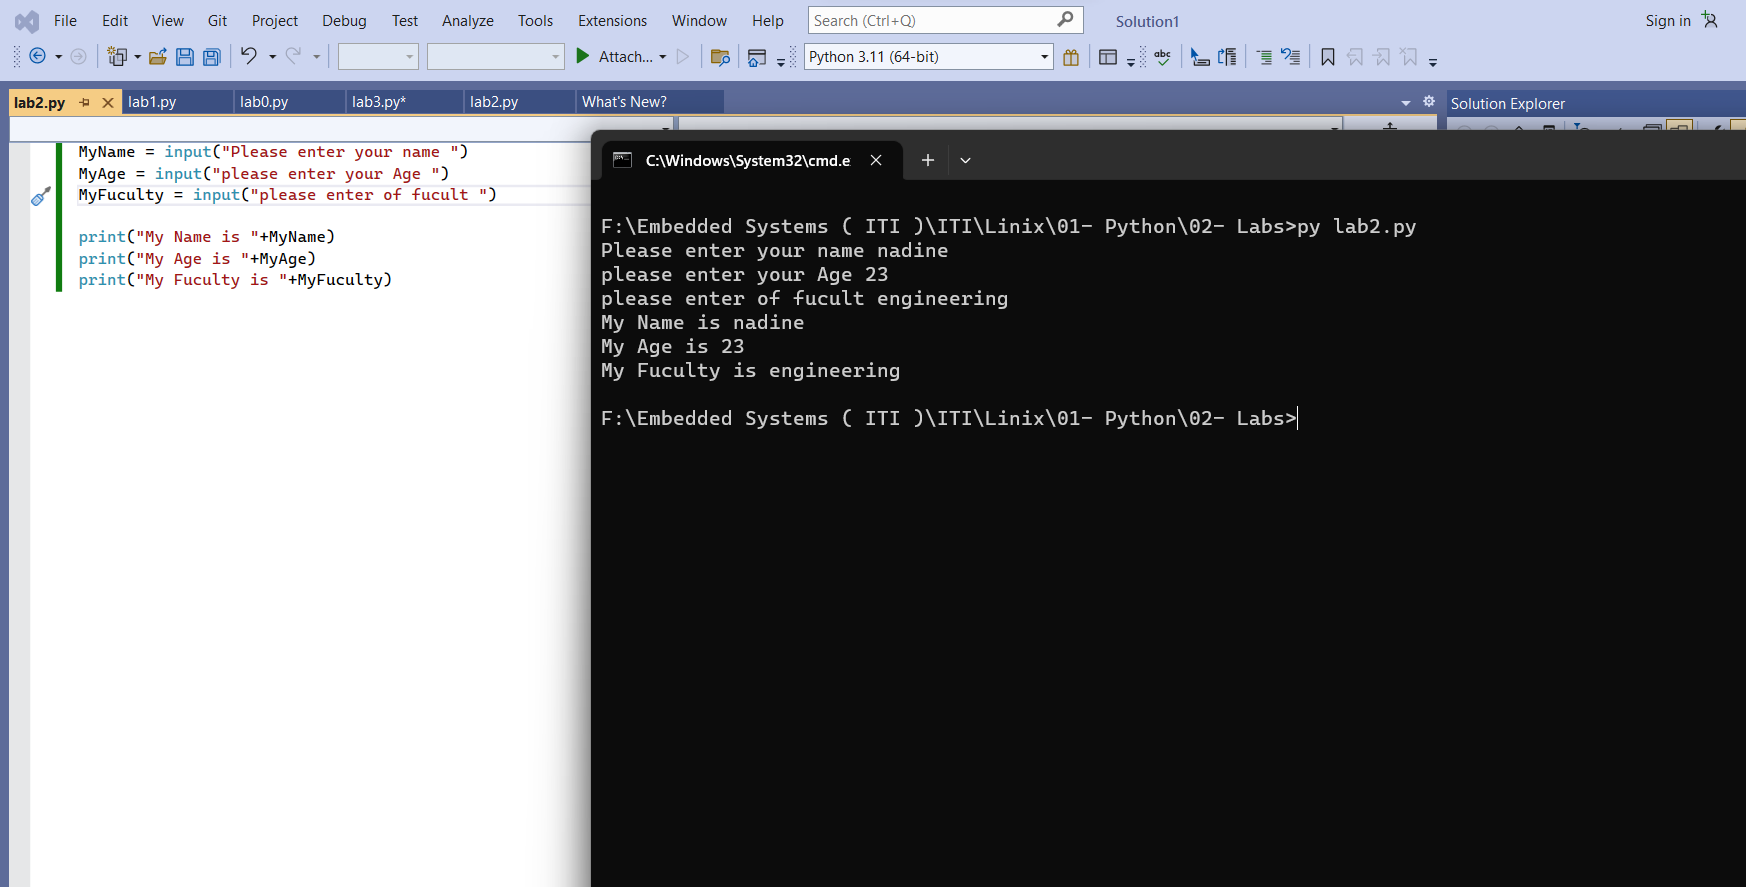 File Edit View Git Project Debug Test Analyze Tools Extensions Window Help Search (Ctrl+Q) Solution1 Sign in
Attach... Python 3.11 (64-bit) abc
lab2.py lab1.py lab0.py lab3.py* lab2.py What's New? Solution Explorer
MyName = input("Please enter your name ")
MyAge = input("please enter your Age ")
MyFuculty = input("please enter of fucult ")
print("My Name is "+MyName)
print("My Age is "+MyAge)
print("My Fuculty is "+MyFuculty)
C:\Windows\System32\cmd.e
F:\Embedded Systems ( ITI )\ITI\Linix\01- Python\02- Labs>py lab2.py
Please enter your name nadine
please enter your Age 23
please enter of fucult engineering
My Name is nadine
My Age is 23
My Fuculty is engineering
F:\Embedded Systems ( ITI )\ITI\Linix\01- Python\02- Labs>